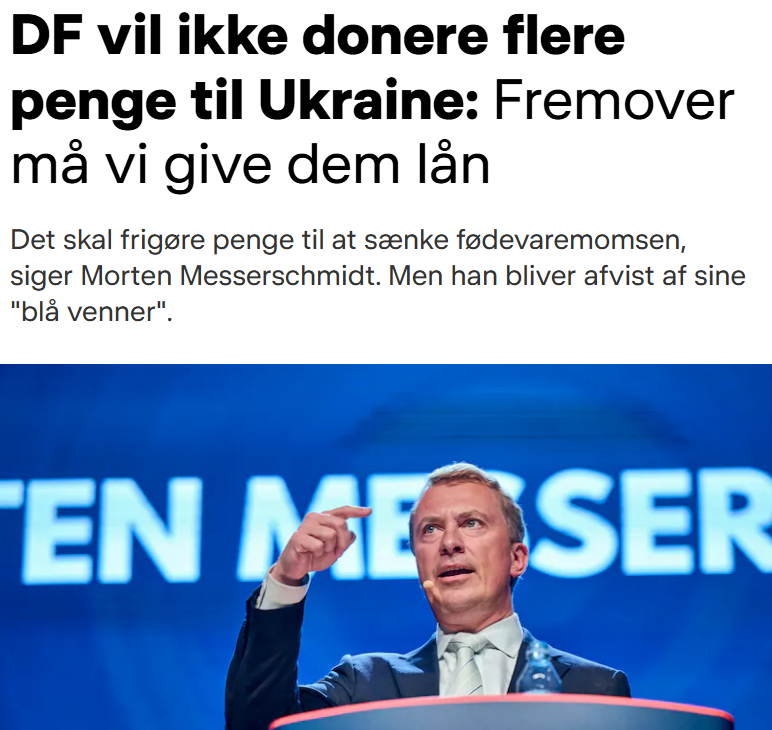 DF vil ikke donere flere
penge til Ukraine: Fremover
må vi give dem lån
Det skal frigøre penge til at sænke fødevaremomsen,
siger Morten Messerschmidt. Men han bliver afvist af sine
"blå venner".
TEN MESSER